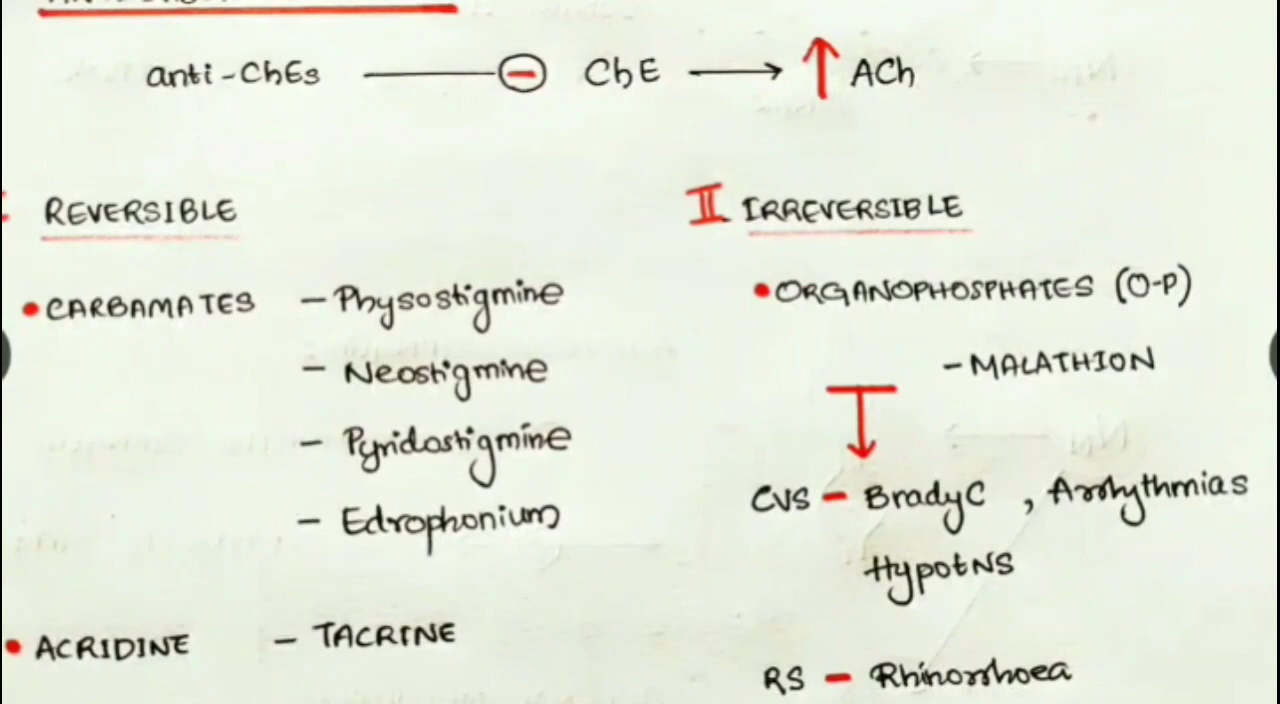 anti-ChEs — ⊖ ChE → ↑ ACh
REVERSIBLE
• CARBAMATES – Physostigmine
– Neostigmine
– Pyridostigmine
– Edrophonium
• ACRIDINE – TACRINE
II IRREVERSIBLE
• ORGANOPHOSPHATES (O-P)
– MALATHION
CVS – BradyC , Arrhythmias
HypotNS
RS – Rhinorrhoea